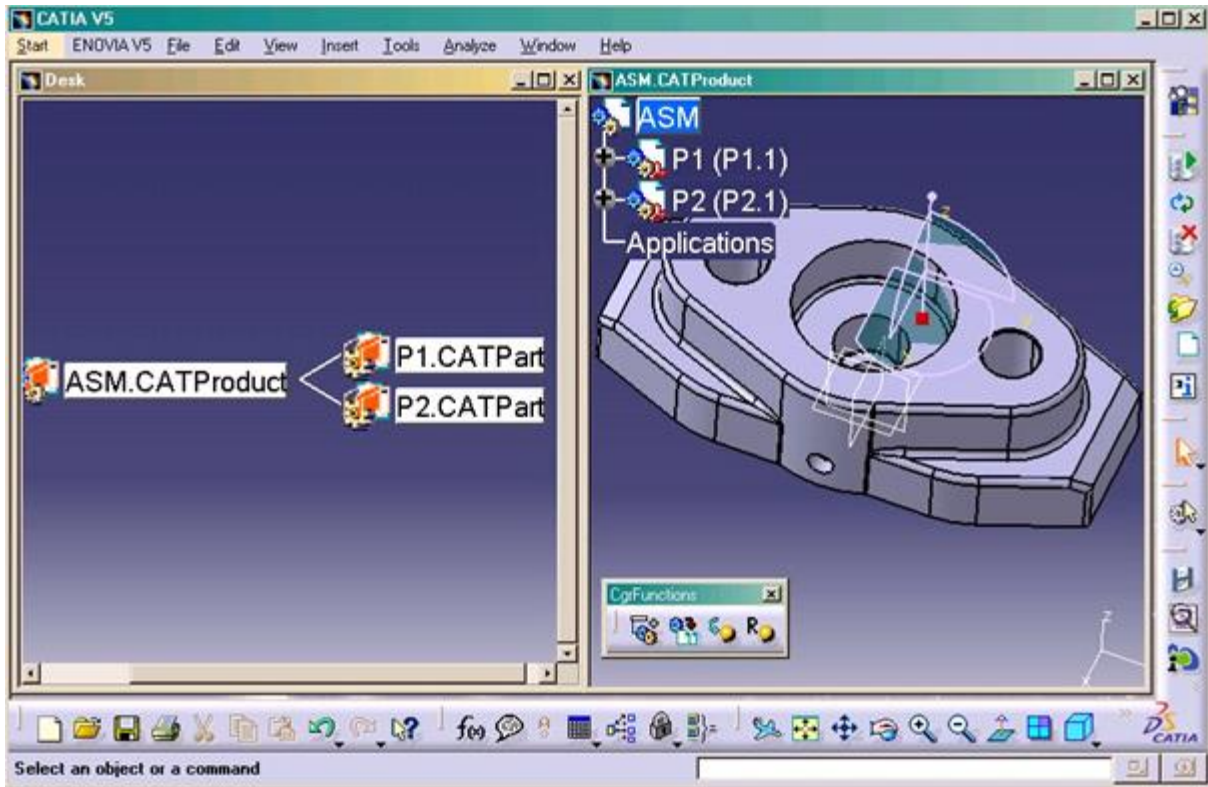 CATIA V5
Start ENOVIA V5 File Edit View Insert Tools Analyze Window Help
Desk
ASM.CATProduct
P1.CATPart
P2.CATPart
ASM.CATProduct
ASM
P1 (P1.1)
P2 (P2.1)
Applications
z
y
CgrFunctions
R
z
x
f(x)
DS
CATIA
Select an object or a command